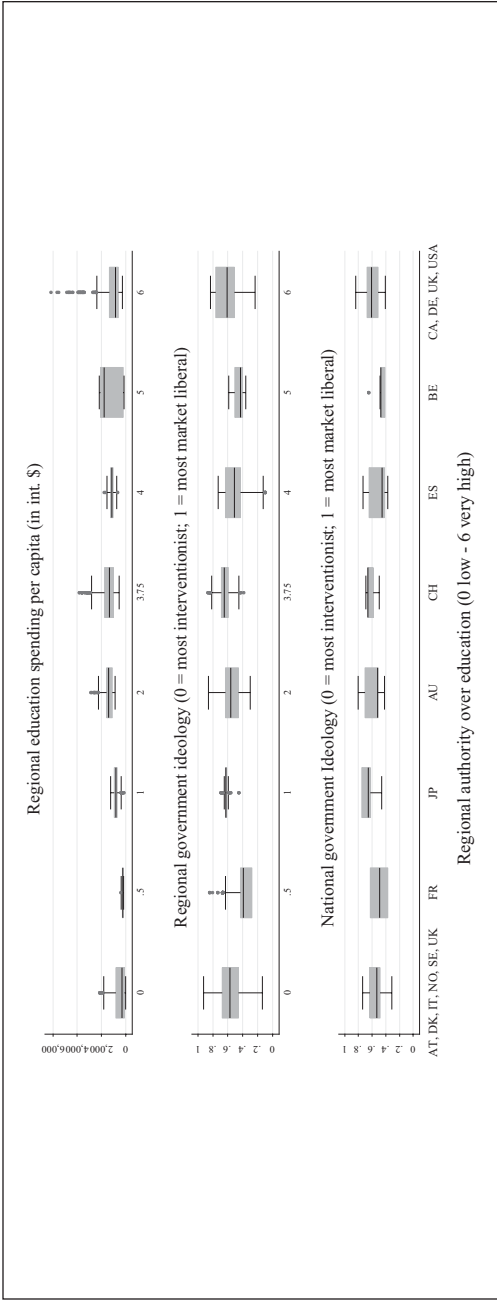 Regional education spending per capita (in int. $)
0 2,000 4,000 6,000
0 .5 1 2 3.75 4 5 6
Regional government ideology (0 = most interventionist; 1 = most market liberal)
0 .2 .4 .6 .8 1
0 .5 1 2 3.75 4 5 6
National government Ideology (0 = most interventionist; 1 = most market liberal)
0 .2 .4 .6 .8 1
AT, DK, IT, NO, SE, UK FR JP AU CH ES BE CA, DE, UK, USA
Regional authority over education (0 low - 6 very high)